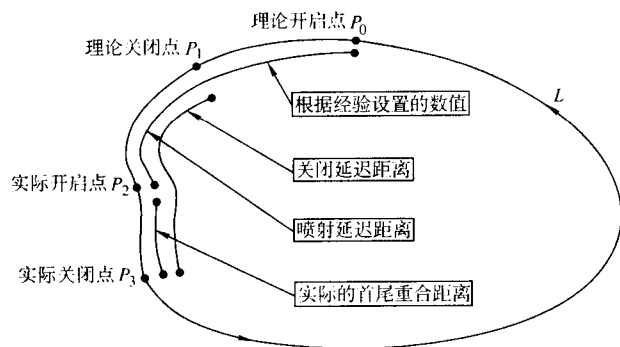 理论开启点 P0
理论关闭点 P1
L
根据经验设置的数值
关闭延迟距离
实际开启点 P2
喷射延迟距离
实际关闭点 P3
实际的首尾重合距离